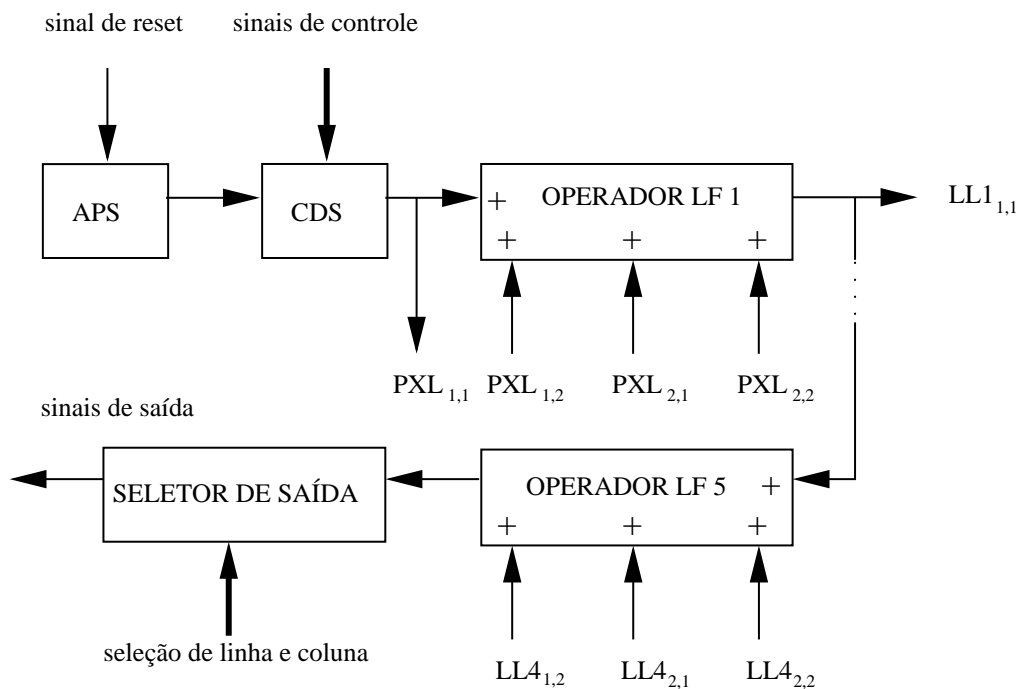 sinal de reset
sinais de controle
APS
CDS
OPERADOR LF 1
+
+ + +
LL1 1,1
PXL 1,1
PXL 1,2
PXL 2,1
PXL 2,2
sinais de saída
SELETOR DE SAÍDA
OPERADOR LF 5
+
+ + +
seleção de linha e coluna
LL4 1,2
LL4 2,1
LL4 2,2